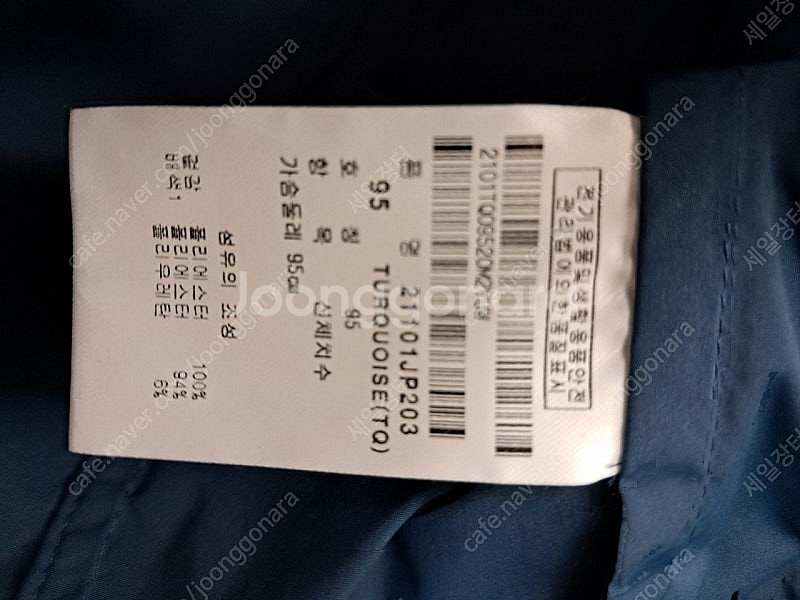 전기용품및생활용품안전
관리법에의한품질표시
품 명 21101JP203
95 TURQUOISE(TQ)
호 칭 95
항 목 신체치수
가슴둘레 95cm
섬유의 조성
겉감 폴리에스터 100%
배색1 폴리에스터 94%
폴리우레탄 6%
Joonggonara
cafe.naver.com/joonggonara
세일장터